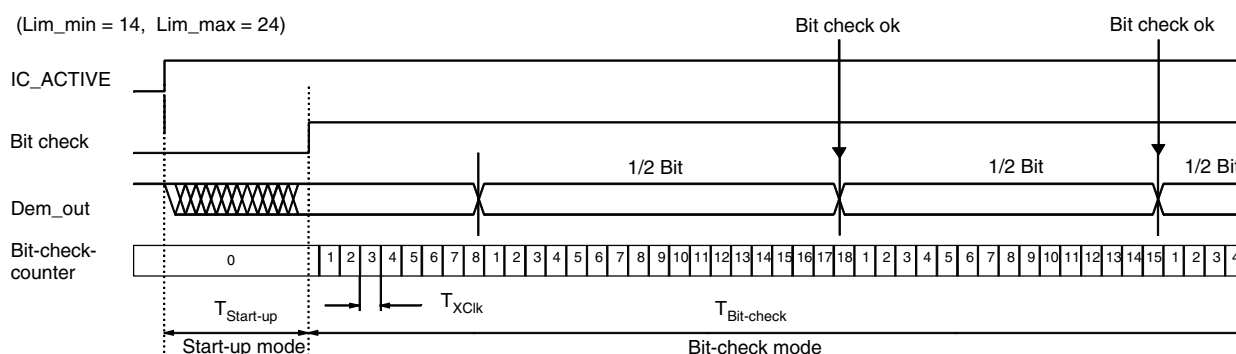 (Lim_min = 14, Lim_max = 24)
Bit check ok
Bit check ok
IC_ACTIVE
Bit check
1/2 Bit
1/2 Bit
1/2 Bit
Dem_out
Bit-check-
counter
0 1 2 3 4 5 6 7 8 1 2 3 4 5 6 7 8 9 10 11 12 13 14 15 16 17 18 1 2 3 4 5 6 7 8 9 10 11 12 13 14 15 1 2 3 4
TStart-up
TXClk
TBit-check
Start-up mode
Bit-check mode